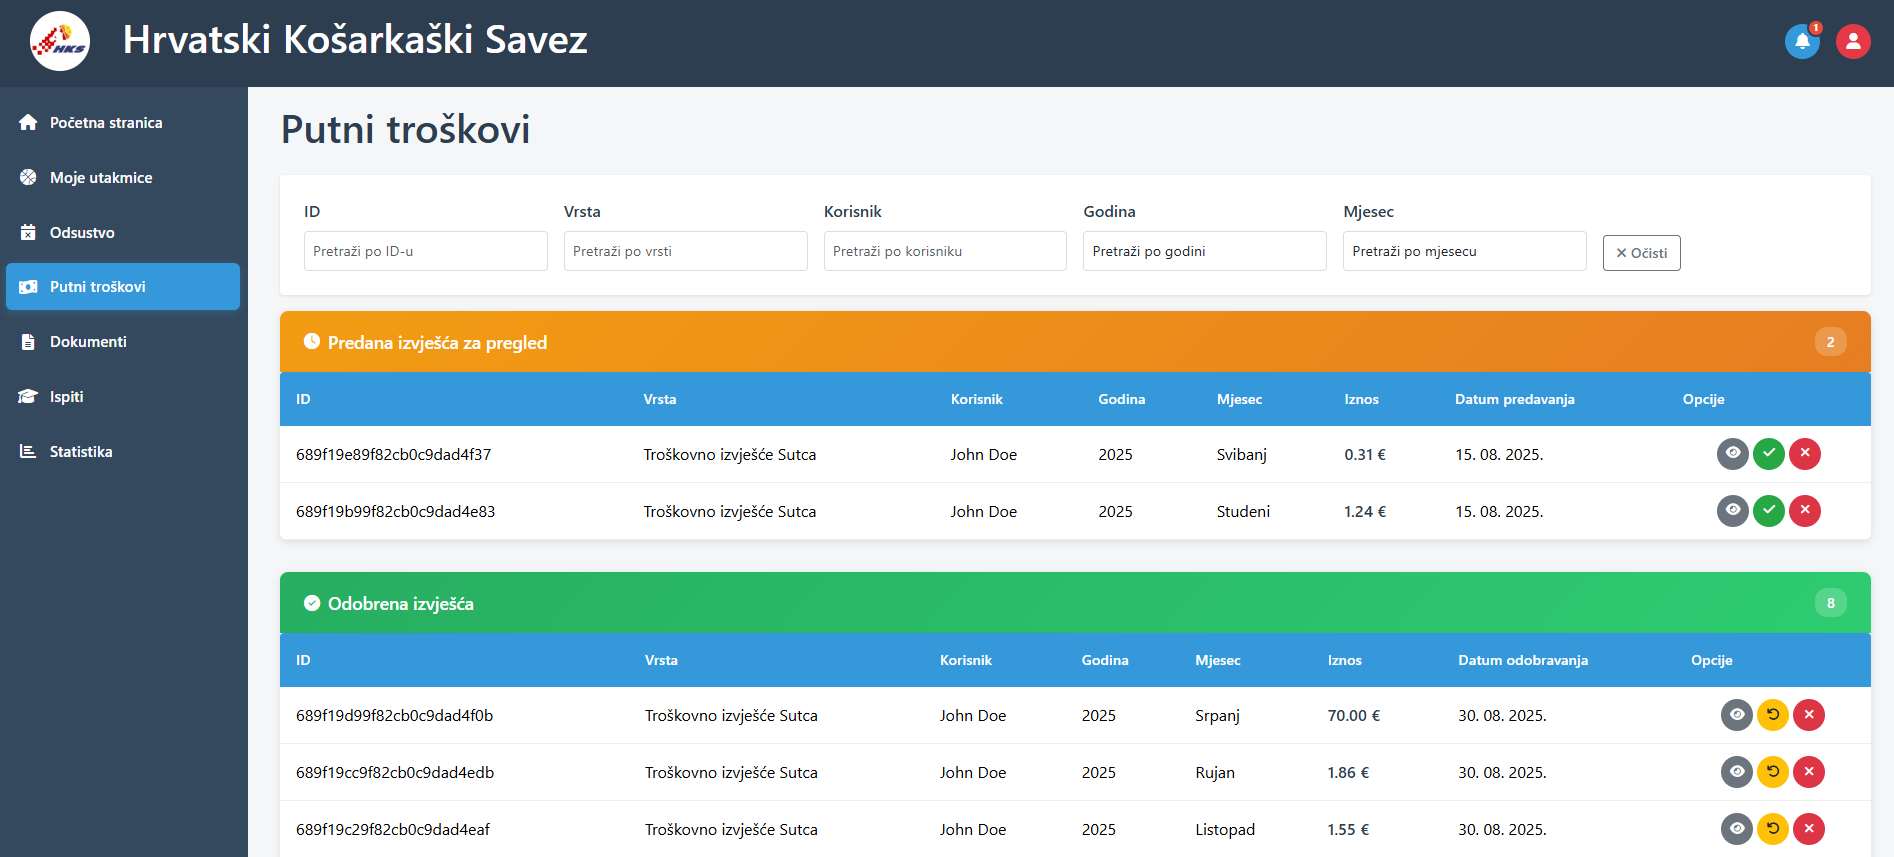 HKS
Hrvatski Košarkaški Savez
1
Početna stranica
Moje utakmice
Odsustvo
Putni troškovi
Dokumenti
Ispiti
Statistika
Putni troškovi
ID Vrsta Korisnik Godina Mjesec
Pretraži po ID-u Pretraži po vrsti Pretraži po korisniku Pretraži po godini Pretraži po mjesecu Očisti
Predana izvješća za pregled 2
ID Vrsta Korisnik Godina Mjesec Iznos Datum predavanja Opcije
689f19e89f82cb0c9dad4f37 Troškovno izvješće Sutca John Doe 2025 Svibanj 0.31 € 15. 08. 2025.
689f19b99f82cb0c9dad4e83 Troškovno izvješće Sutca John Doe 2025 Studeni 1.24 € 15. 08. 2025.
Odobrena izvješća 8
ID Vrsta Korisnik Godina Mjesec Iznos Datum odobravanja Opcije
689f19d99f82cb0c9dad4f0b Troškovno izvješće Sutca John Doe 2025 Srpanj 70.00 € 30. 08. 2025.
689f19cc9f82cb0c9dad4edb Troškovno izvješće Sutca John Doe 2025 Rujan 1.86 € 30. 08. 2025.
689f19c29f82cb0c9dad4eaf Troškovno izvješće Sutca John Doe 2025 Listopad 1.55 € 30. 08. 2025.